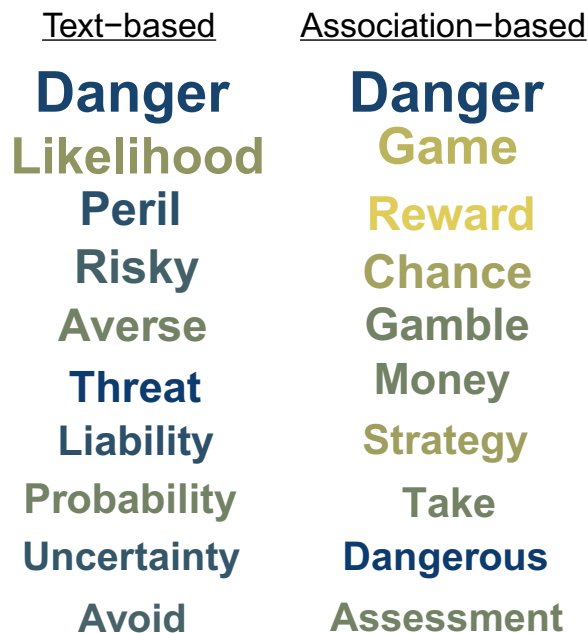 Text−based
Association−based
Danger
Likelihood
Peril
Risky
Averse
Threat
Liability
Probability
Uncertainty
Avoid
Danger
Game
Reward
Chance
Gamble
Money
Strategy
Take
Dangerous
Assessment